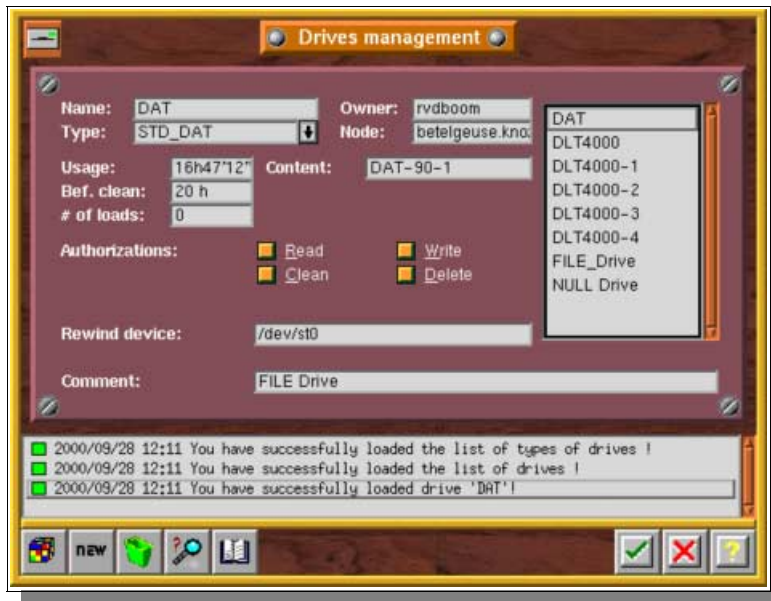 Drives management
Name: DAT Owner: rvdboom
Type: STD_DAT Node: betelgeuse.kno
Usage: 16h47'12" Content: DAT-90-1
Bef. clean: 20 h
# of loads: 0
Authorizations: Read Write
Clean Delete
Rewind device: /dev/st0
Comment: FILE Drive
DAT
DLT4000
DLT4000-1
DLT4000-2
DLT4000-3
DLT4000-4
FILE_Drive
NULL Drive
2000/09/28 12:11 You have successfully loaded the list of types of drives !
2000/09/28 12:11 You have successfully loaded the list of drives !
2000/09/28 12:11 You have successfully loaded drive 'DAT'!
new
?
?